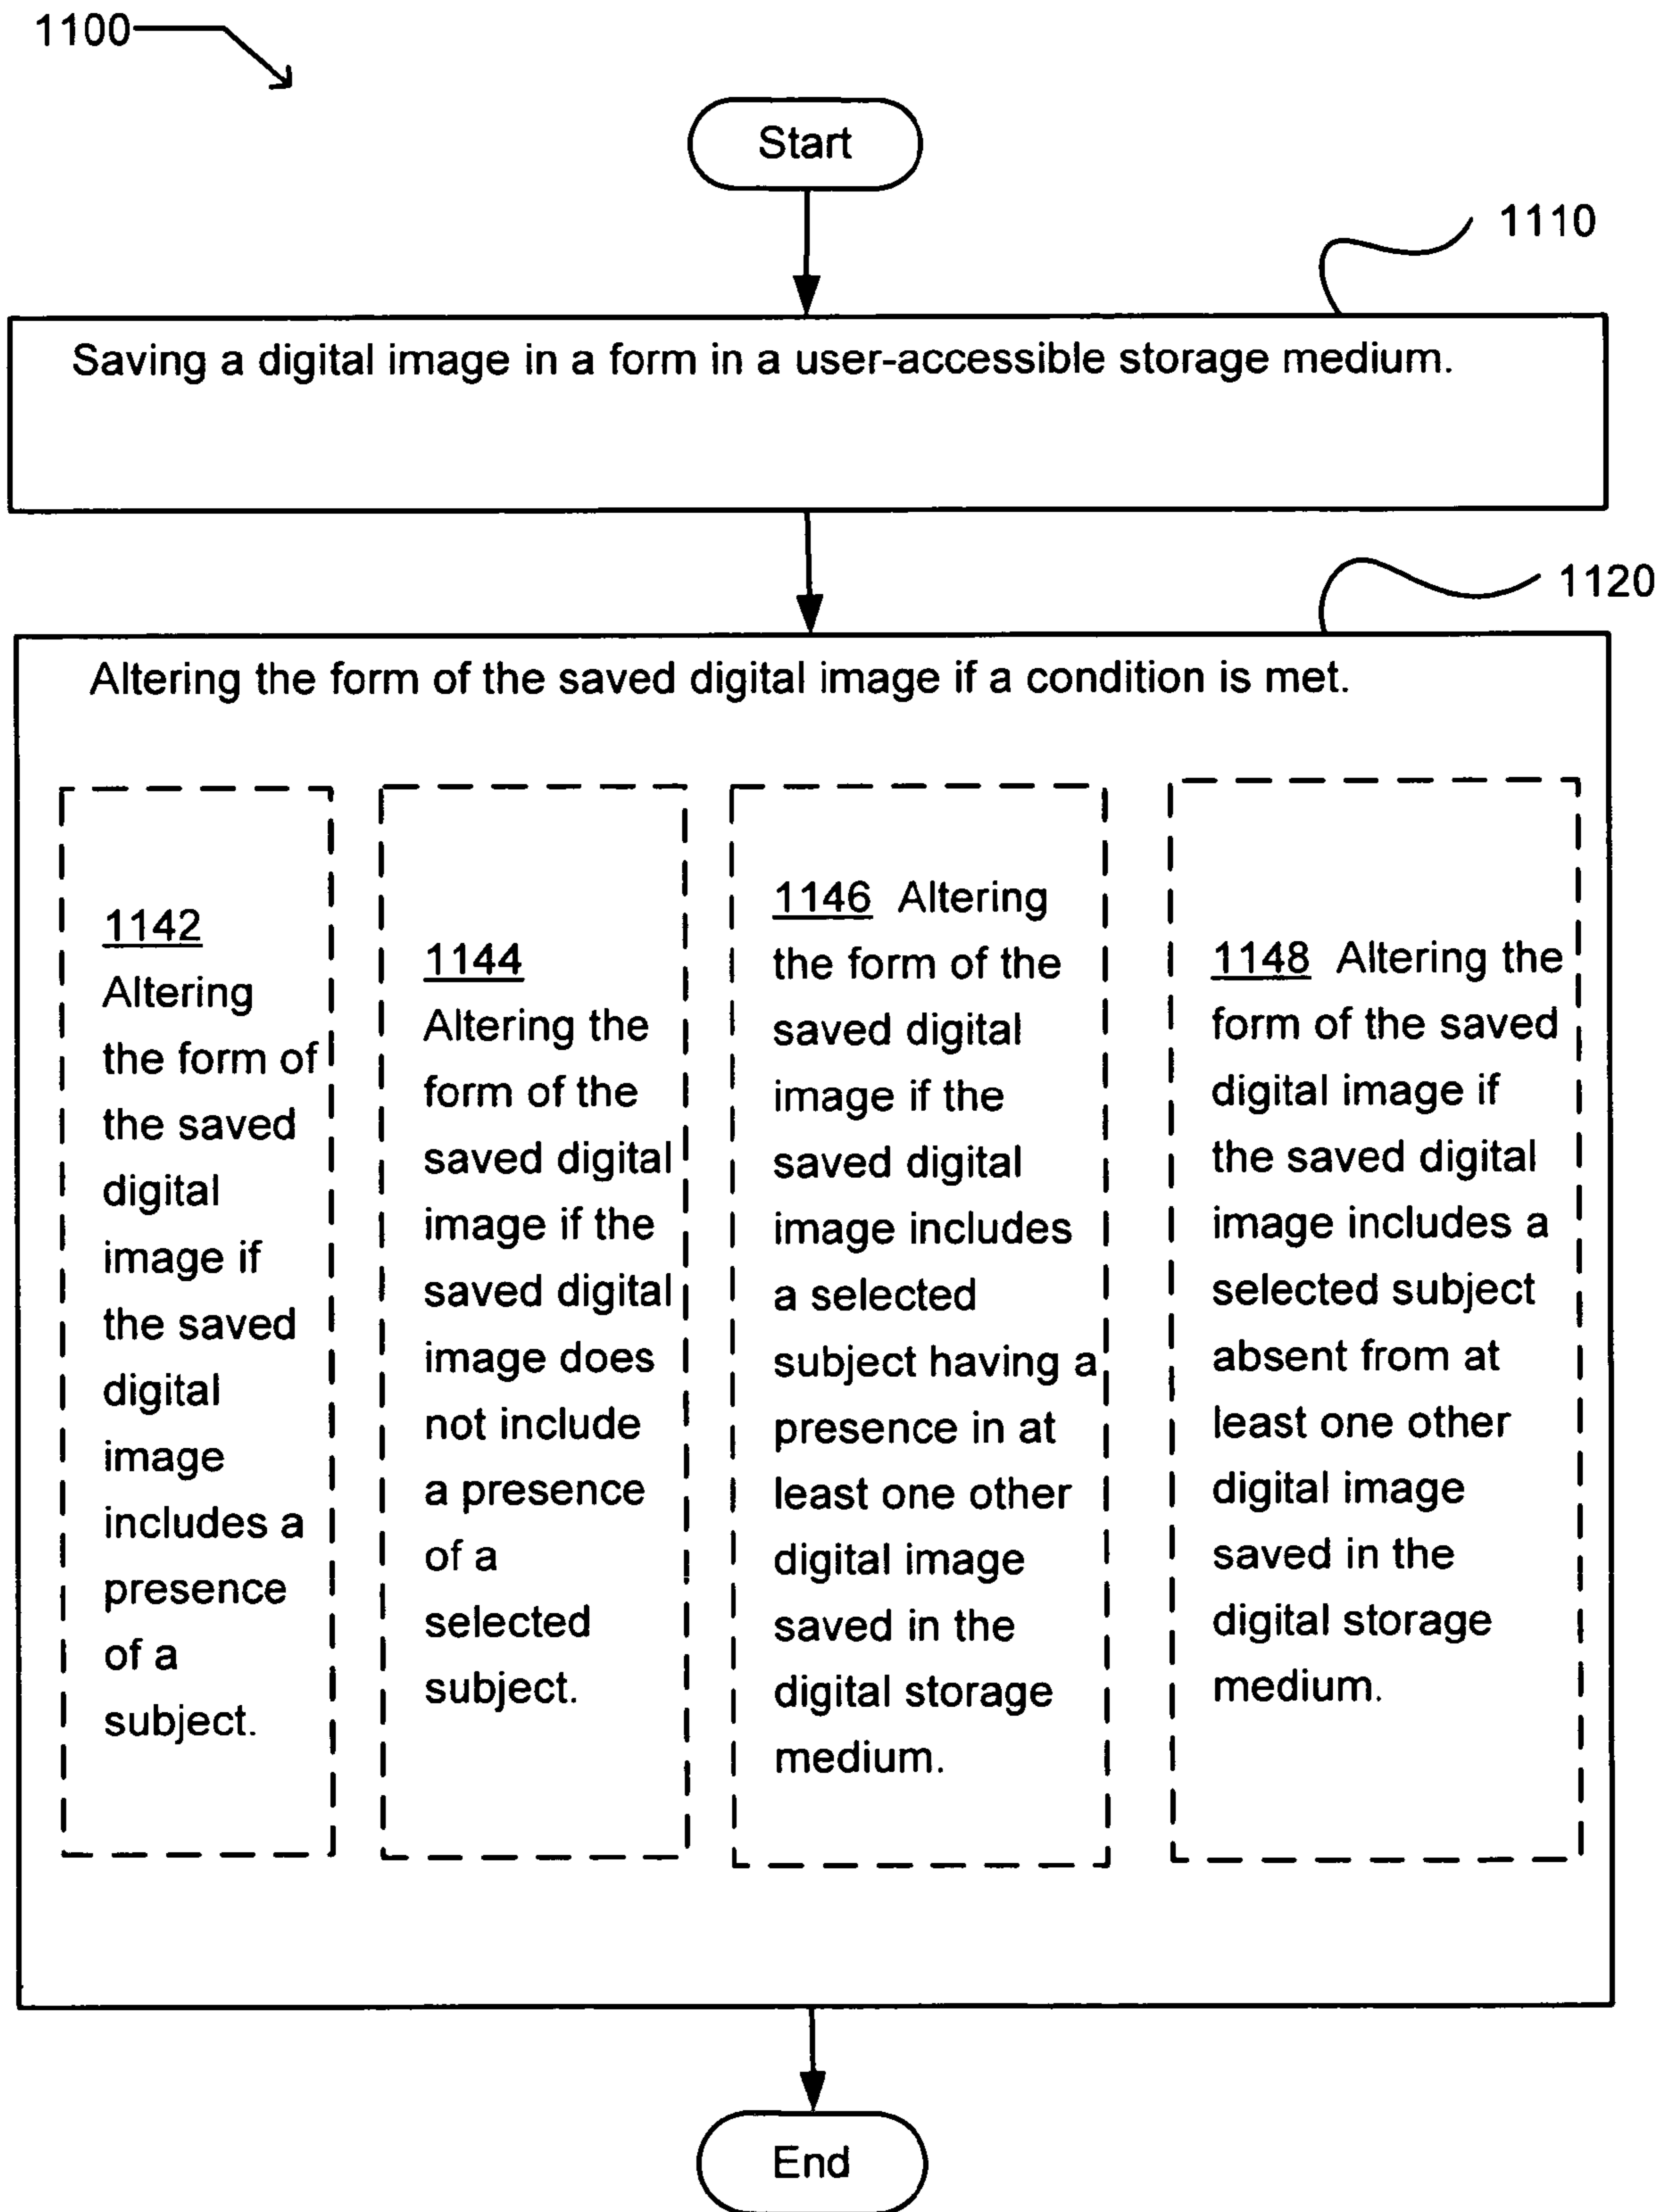 1100
Start
1110
Saving a digital image in a form in a user-accessible storage medium.
1120
Altering the form of the saved digital image if a condition is met.
1142
Altering
the form of
the saved
digital
image if
the saved
digital
image
includes a
presence
of a
subject.
1144
Altering the
form of the
saved digital
image if the
saved digital
image does
not include
a presence
of a
selected
subject.
1146 Altering
the form of the
saved digital
image if the
saved digital
image includes
a selected
subject having a
presence in at
least one other
digital image
saved in the
digital storage
medium.
1148 Altering the
form of the saved
digital image if
the saved digital
image includes a
selected subject
absent from at
least one other
digital image
saved in the
digital storage
medium.
End